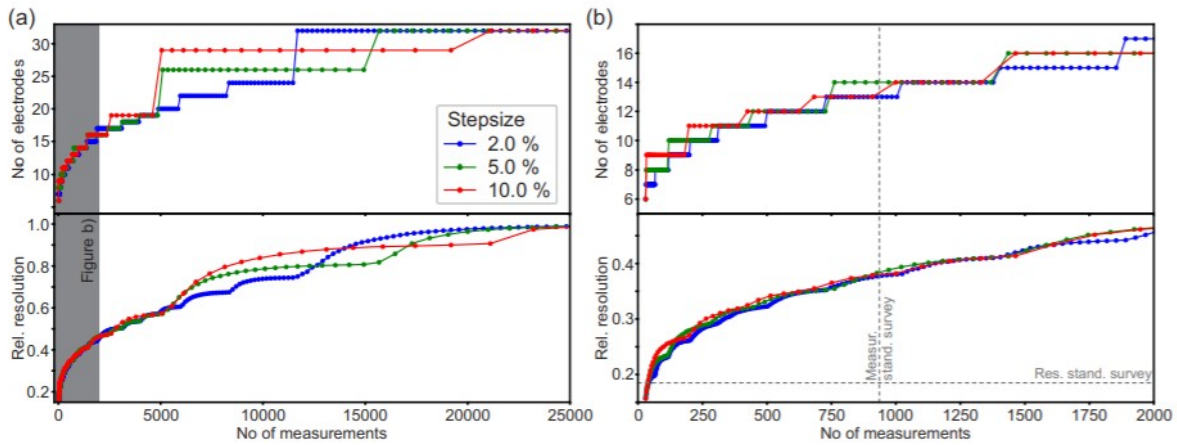 (a)
No of electrodes
30
25
20
15
10
Stepsize
2.0 %
5.0 %
10.0 %
Rel. resolution
1.0
0.8
0.6
0.4
0.2
Figure b)
0
5000
10000
15000
20000
25000
No of measurements
(b)
No of electrodes
16
14
12
10
8
6
Rel. resolution
0.4
0.3
0.2
Measur.
stand. survey
Res. stand. survey
0
250
500
750
1000
1250
1500
1750
2000
No of measurements